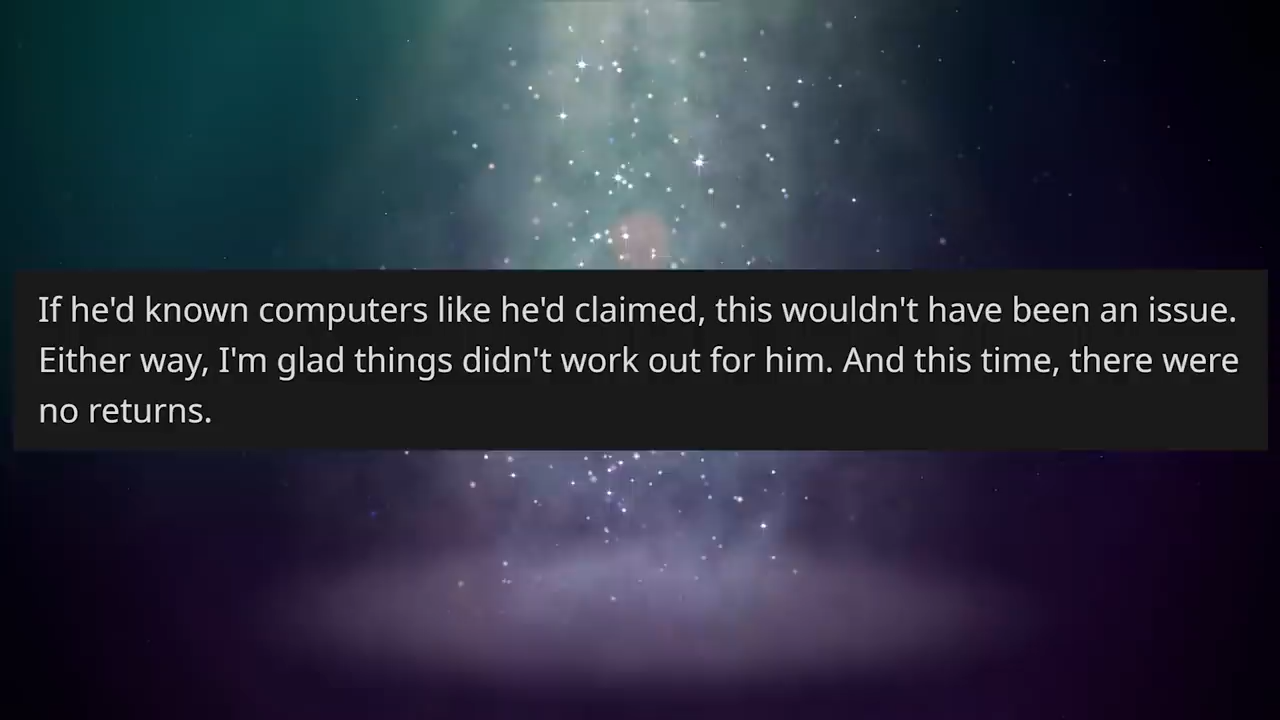 If he'd known computers like he'd claimed, this wouldn't have been an issue.
Either way, I'm glad things didn't work out for him. And this time, there were
no returns.